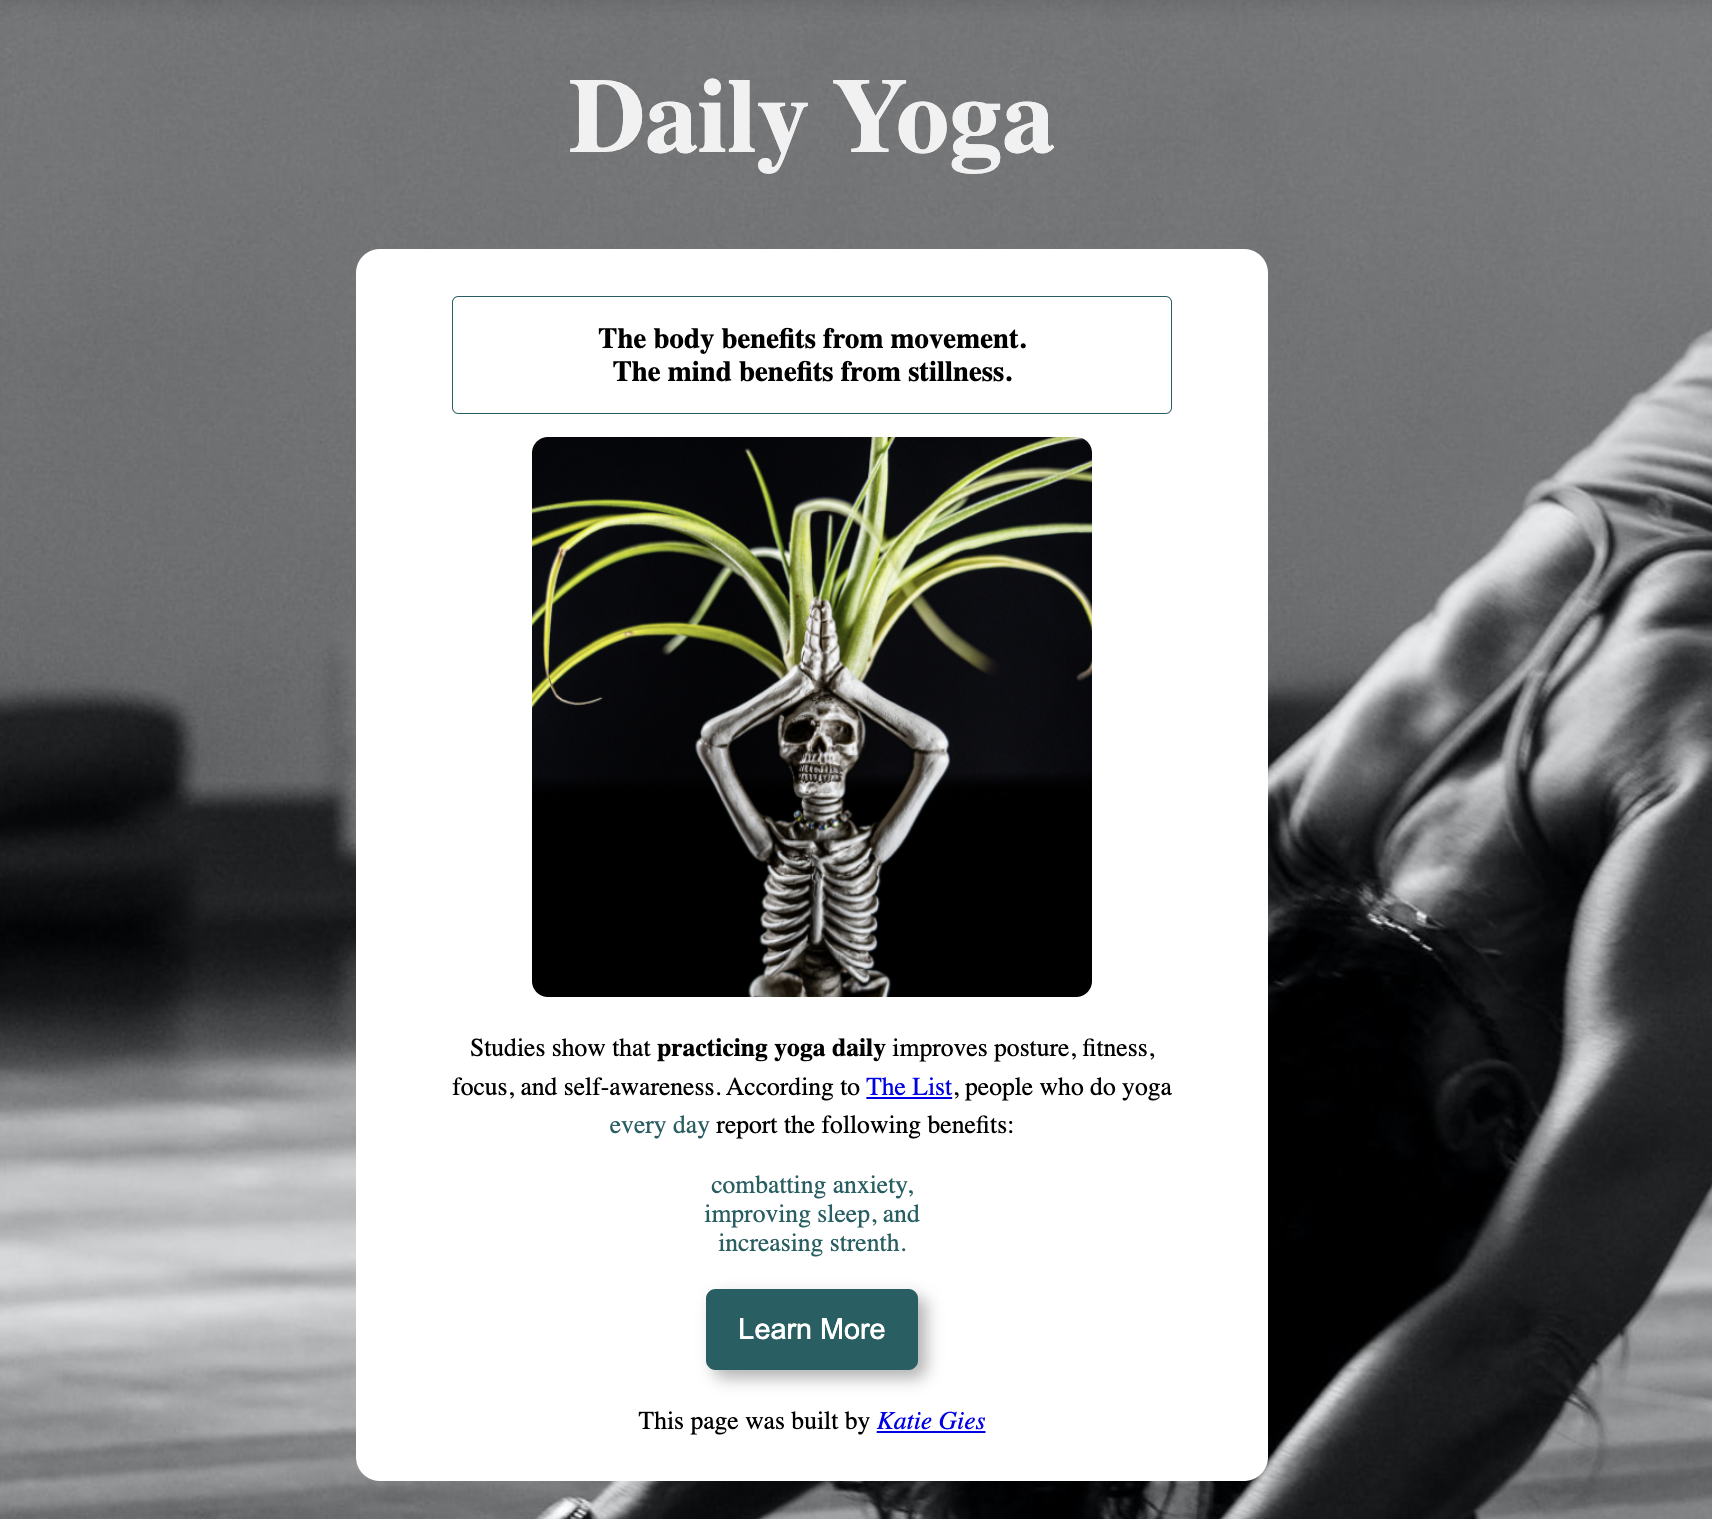 Daily Yoga
The body benefits from movement.
The mind benefits from stillness.
Studies show that practicing yoga daily improves posture, fitness,
focus, and self-awareness. According to The List, people who do yoga
every day report the following benefits:
combatting anxiety,
improving sleep, and
increasing strenth.
Learn More
This page was built by Katie Gies